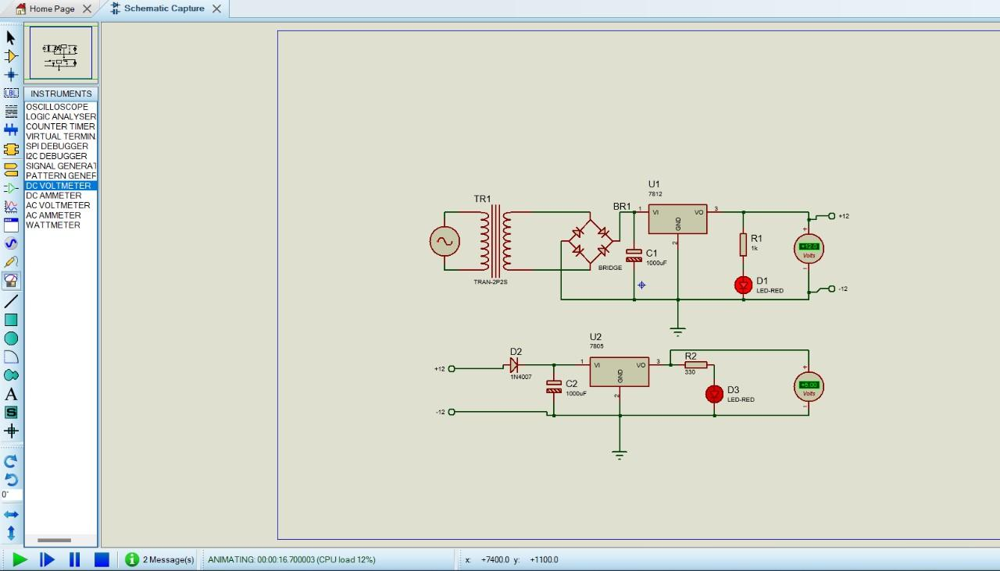 Home Page
Schematic Capture
LBL
A
S
0°
INSTRUMENTS
OSCILLOSCOPE
LOGIC ANALYSER
COUNTER TIMER
VIRTUAL TERMIN
SPI DEBUGGER
I2C DEBUGGER
SIGNAL GENERAT
PATTERN GENEF
DC VOLTMETER
DC AMMETER
AC VOLTMETER
AC AMMETER
WATTMETER
TR1
TRAN-2P2S
BR1
BRIDGE
C1
1000uF
U1
7812
1
VI
VO
3
GND
2
R1
1k
D1
LED-RED
+
+12.0
Volts
+12
-12
+12
-12
D2
1N4007
C2
1000uF
U2
7805
1
VI
VO
3
GND
2
R2
330
D3
LED-RED
+
+5.00
Volts
2 Message(s)
ANIMATING: 00:00:16.700003 (CPU load 12%)
x: +7400.0 y: +1100.0